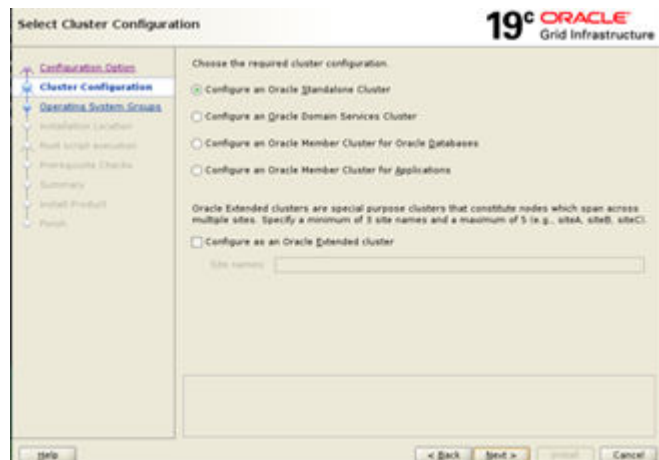 Select Cluster Configuration
19c ORACLE
Grid Infrastructure
Configuration Option
Cluster Configuration
Operating System Groups
Installation Location
Root script execution
Prerequisite Checks
Summary
Install Product
Finish
Choose the required cluster configuration.
Configure an Oracle Standalone Cluster
Configure an Oracle Domain Services Cluster
Configure an Oracle Member Cluster for Oracle Databases
Configure an Oracle Member Cluster for Applications
Oracle Extended clusters are special purpose clusters that constitute nodes which span across
multiple sites. Specify a minimum of 3 site names and a maximum of 5 (e.g., siteA, siteB, siteC).
Configure as an Oracle Extended cluster
Site names:
Help
< Back
Next >
Install
Cancel